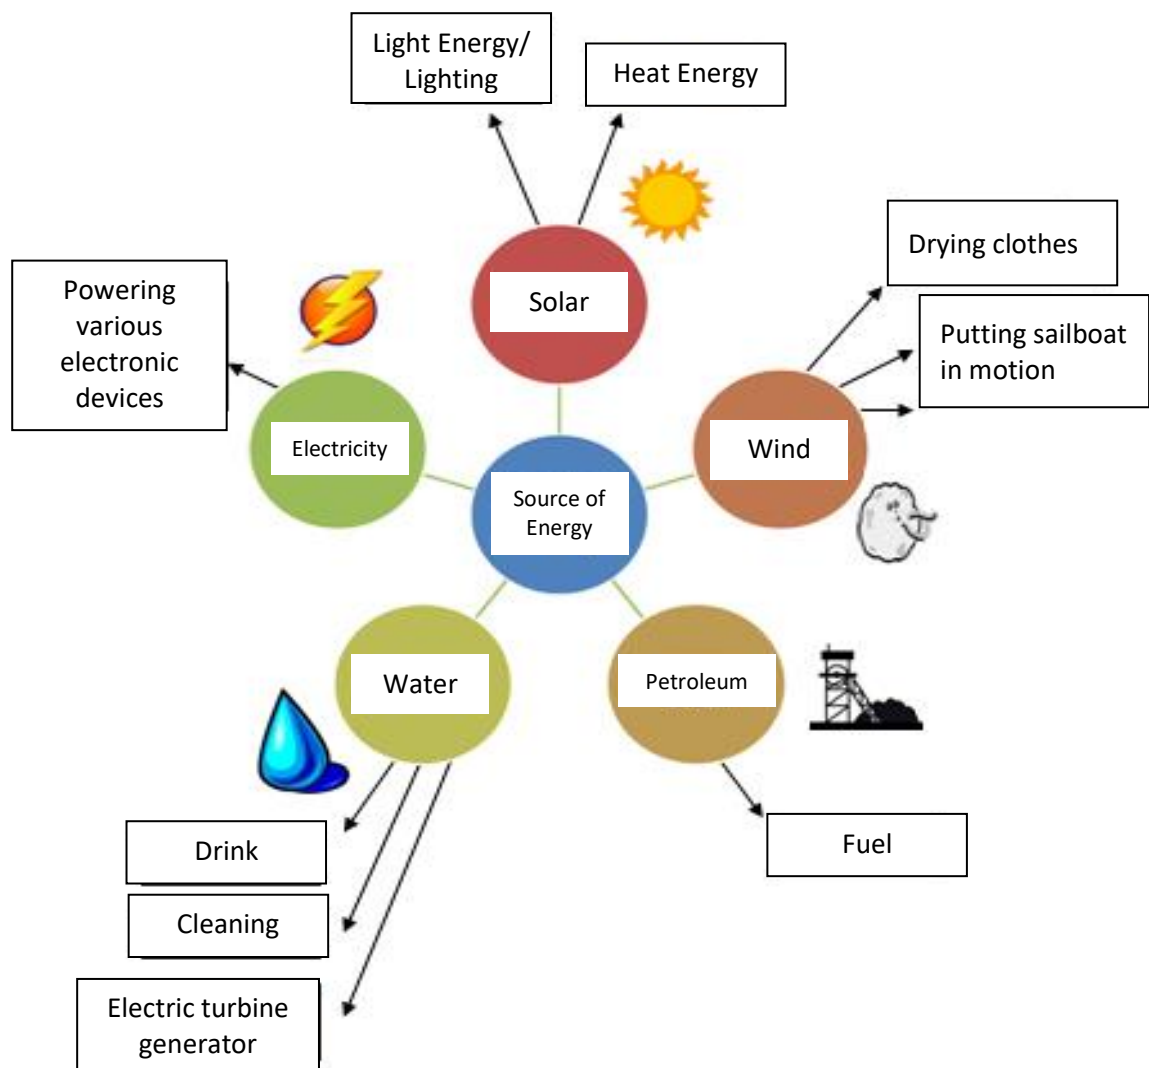 Light Energy/
Lighting
Heat Energy
Drying clothes
Putting sailboat
in motion
Powering
various
electronic
devices
Solar
Electricity
Wind
Source of
Energy
Water
Petroleum
Drink
Cleaning
Electric turbine
generator
Fuel